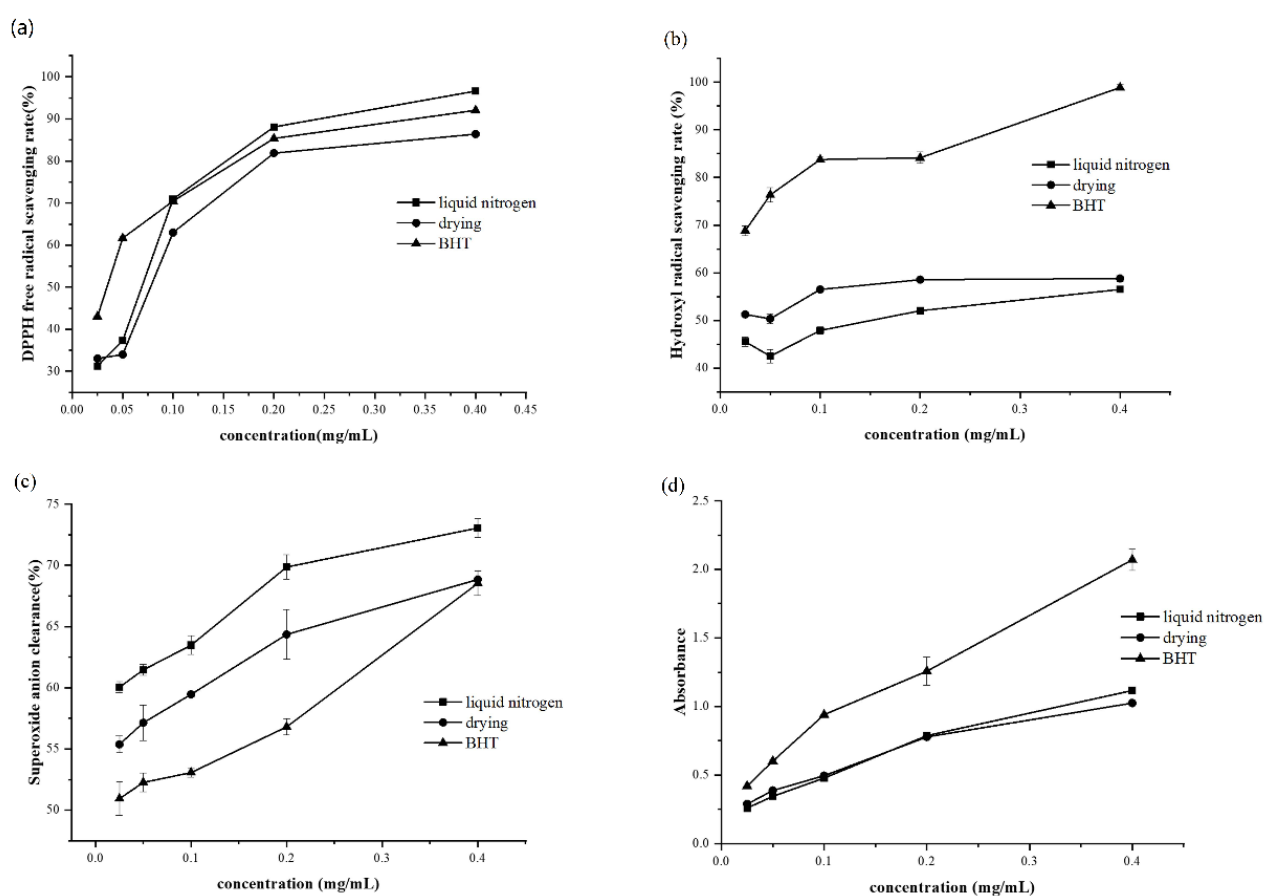 (a)
DPPH free radical scavenging rate(%)
100
90
80
70
60
50
40
30
liquid nitrogen
drying
BHT
0.00 0.05 0.10 0.15 0.20 0.25 0.30 0.35 0.40 0.45
concentration(mg/mL)
(b)
Hydroxyl radical scavenging rate (%)
100
90
80
70
60
50
40
liquid nitrogen
drying
BHT
0.0 0.1 0.2 0.3 0.4
concentration (mg/mL)
(c)
Superoxide anion clearance(%)
75
70
65
60
55
50
liquid nitrogen
drying
BHT
0.0 0.1 0.2 0.3 0.4
concentration (mg/mL)
(d)
Absorbance
2.5
2.0
1.5
1.0
0.5
0.0
liquid nitrogen
drying
BHT
0.0 0.1 0.2 0.3 0.4
concentration (mg/mL)